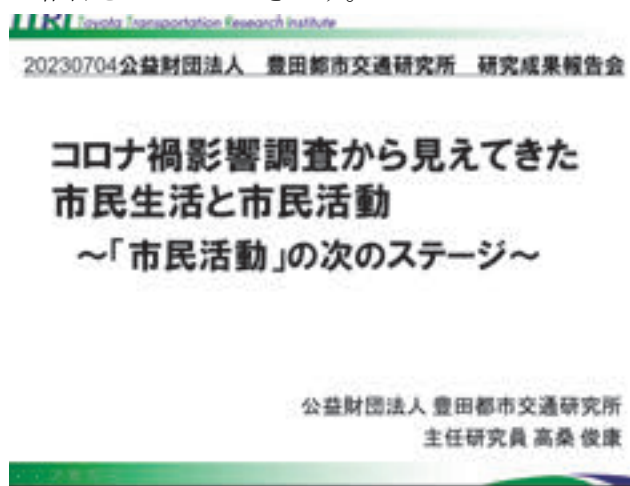 TTRI Toyota Transportation Research Institute
20230704公益財団法人 豊田都市交通研究所 研究成果報告会
コロナ禍影響調査から見えてきた
市民生活と市民活動
~「市民活動」の次のステージ~
公益財団法人 豊田都市交通研究所
主任研究員 高桑 俊康